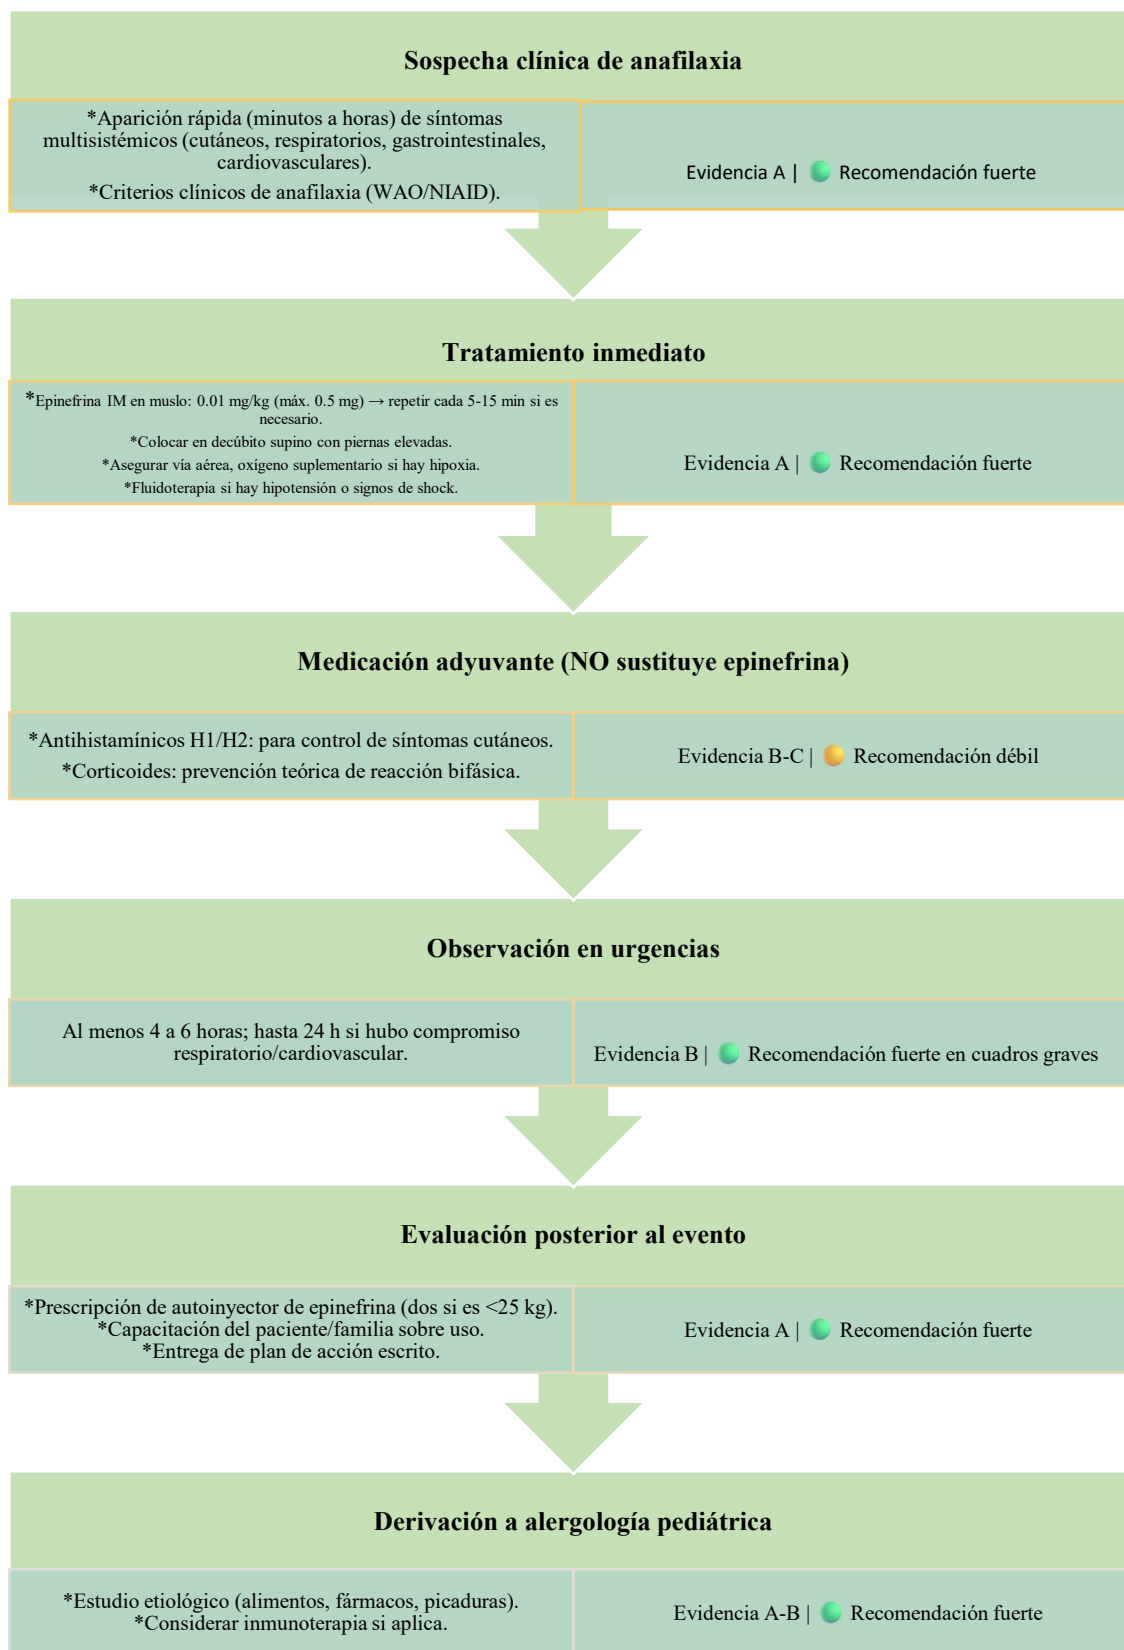 Sospecha clínica de anafilaxia
*Aparición rápida (minutos a horas) de síntomas
multisistémicos (cutáneos, respiratorios, gastrointestinales,
cardiovasculares).
*Criterios clínicos de anafilaxia (WAO/NIAID).
Evidencia A | Recomendación fuerte
Tratamiento inmediato
*Epinefrina IM en muslo: 0.01 mg/kg (máx. 0.5 mg) → repetir cada 5-15 min si es
necesario.
*Colocar en decúbito supino con piernas elevadas.
*Asegurar vía aérea, oxígeno suplementario si hay hipoxia.
*Fluidoterapia si hay hipotensión o signos de shock.
Evidencia A | Recomendación fuerte
Medicación adyuvante (NO sustituye epinefrina)
*Antihistamínicos H1/H2: para control de síntomas cutáneos.
*Corticoides: prevención teórica de reacción bifásica.
Evidencia B-C | Recomendación débil
Observación en urgencias
Al menos 4 a 6 horas; hasta 24 h si hubo compromiso
respiratorio/cardiovascular.
Evidencia B | Recomendación fuerte en cuadros graves
Evaluación posterior al evento
*Prescripción de autoinyector de epinefrina (dos si es <25 kg).
*Capacitación del paciente/familia sobre uso.
*Entrega de plan de acción escrito.
Evidencia A | Recomendación fuerte
Derivación a alergología pediátrica
*Estudio etiológico (alimentos, fármacos, picaduras).
*Considerar inmunoterapia si aplica.
Evidencia A-B | Recomendación fuerte